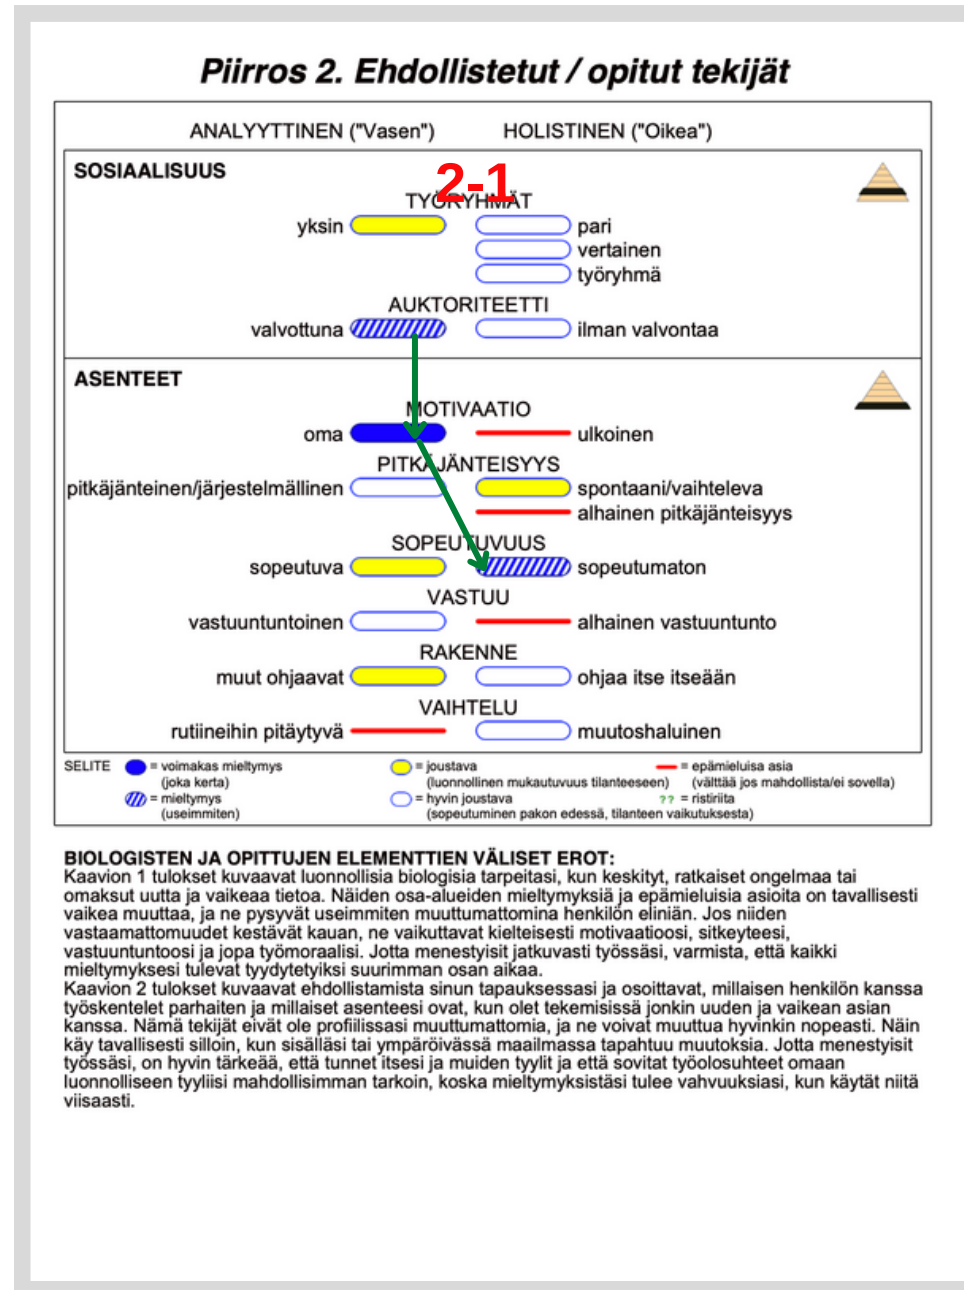 Piirros 2. Ehdollistetut / opitut tekijät
ANALYYTTINEN ("Vasen") HOLISTINEN ("Oikea")
SOSIAALISUUS
2-1
TYÖRYHMÄT
yksin pari
vertainen
työryhmä
AUKTORITEETTI
valvottuna ilman valvontaa
ASENTEET
MOTIVAATIO
oma ulkoinen
PITKÄJÄNTEISYYS
pitkäjänteinen/järjestelmällinen spontaani/vaihteleva
alhainen pitkäjänteisyys
SOPEUTUVUUS
sopeutuva sopeutumaton
VASTUU
vastuuntuntoinen alhainen vastuuntunto
RAKENNE
muut ohjaavat ohjaa itse itseään
VAIHTELU
rutiineihin pitäytyvä muutoshaluinen
SELITE = voimakas mieltymys = joustava = epämieluisa asia
(joka kerta) (luonnollinen mukautuvuus tilanteeseen) (välttää jos mahdollista/ei sovella)
= mieltymys = hyvin joustava ?? = ristiriita
(useimmiten) (sopeutuminen pakon edessä, tilanteen vaikutuksesta)
BIOLOGISTEN JA OPITTUJEN ELEMENTTIEN VÄLISET EROT:
Kaavion 1 tulokset kuvaavat luonnollisia biologisia tarpeitasi, kun keskityt, ratkaiset ongelmaa tai
omaksut uutta ja vaikeaa tietoa. Näiden osa-alueiden mieltymyksiä ja epämieluisia asioita on tavallisesti
vaikea muuttaa, ja ne pysyvät useimmiten muuttumattomina henkilön eliniän. Jos niiden
vastaamattomuudet kestävät kauan, ne vaikuttavat kielteisesti motivaatioosi, sitkeyteesi,
vastuuntuntoosi ja jopa työmoraalisi. Jotta menestyisit jatkuvasti työssäsi, varmista, että kaikki
mieltymyksesi tulevat tyydytetyiksi suurimman osan aikaa.
Kaavion 2 tulokset kuvaavat ehdollistamista sinun tapauksessasi ja osoittavat, millaisen henkilön kanssa
työskentelet parhaiten ja millaiset asenteesi ovat, kun olet tekemisissä jonkin uuden ja vaikean asian
kanssa. Nämä tekijät eivät ole profiilissasi muuttumattomia, ja ne voivat muuttua hyvinkin nopeasti. Näin
käy tavallisesti silloin, kun sisälläsi tai ympäröivässä maailmassa tapahtuu muutoksia. Jotta menestyisit
työssäsi, on hyvin tärkeää, että tunnet itsesi ja muiden tyylit ja että sovitat työolosuhteet omaan
luonnolliseen tyyliisi mahdollisimman tarkoin, koska mieltymyksistäsi tulee vahvuuksiasi, kun käytät niitä
viisaasti.